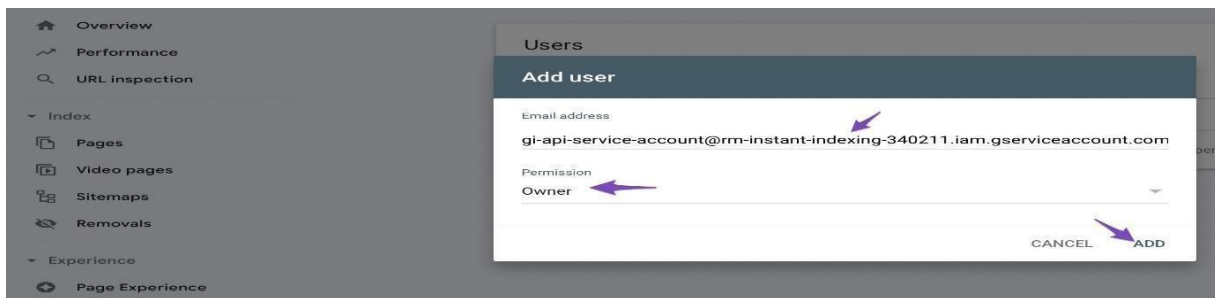 Overview
Performance
URL inspection
Index
Pages
Video pages
Sitemaps
Removals
Experience
Page Experience
Users
Add user
Email address
gi-api-service-account@rm-instant-indexing-340211.iam.gserviceaccount.com
Permission
Owner
CANCEL ADD